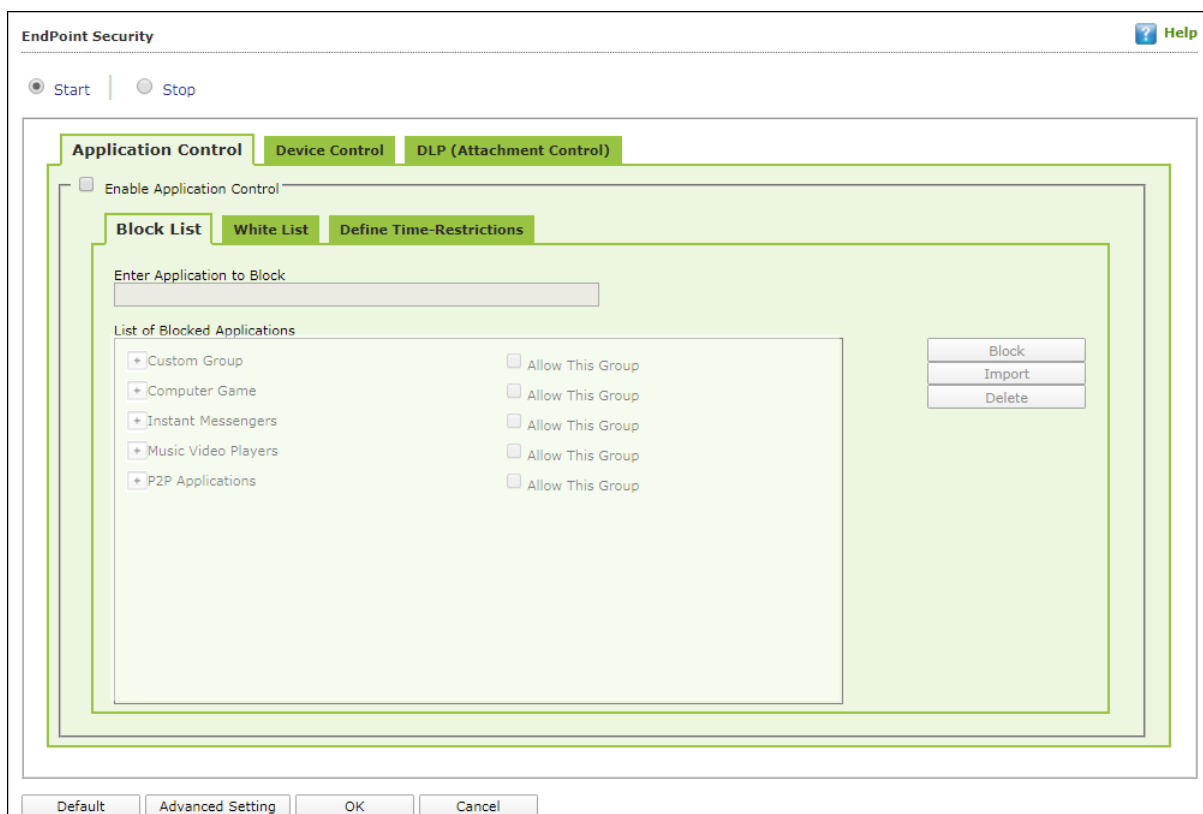 EndPoint Security
Help
Start
Stop
Application Control
Device Control
DLP (Attachment Control)
Enable Application Control
Block List
White List
Define Time-Restrictions
Enter Application to Block
List of Blocked Applications
Custom Group
Allow This Group
Computer Game
Allow This Group
Instant Messengers
Allow This Group
Music Video Players
Allow This Group
P2P Applications
Allow This Group
Block
Import
Delete
Default
Advanced Setting
OK
Cancel